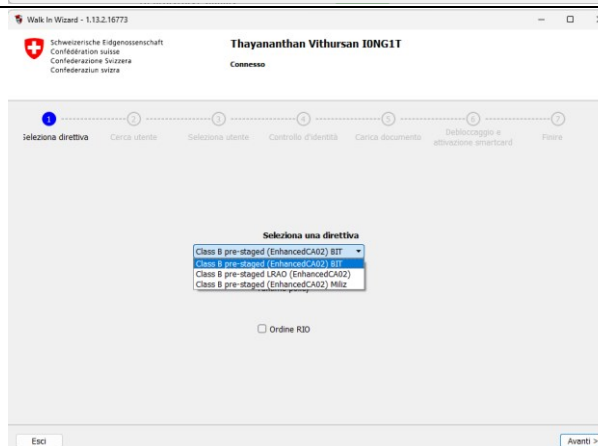 Walk In Wizard - 1.13.2.16773
Schweizerische Eidgenossenschaft
Confédération suisse
Confederazione Svizzera
Confederaziun svizra
Thayananthan Vithursan I0NG1T
Connesso
1 2 3 4 5 6 7
Seleziona direttiva Cerca utente Seleziona utente Controllo d'identità Carica documento Debloccaggio e Finire
attivazione smartcard
Seleziona una direttiva
Class B pre-staged (EnhancedCA02) BIT
Class B pre-staged (EnhancedCA02) BIT
Class B pre-staged LRAO (EnhancedCA02)
Class B pre-staged (EnhancedCA02) Miliz
Ordine RIO
Esci Avanti >